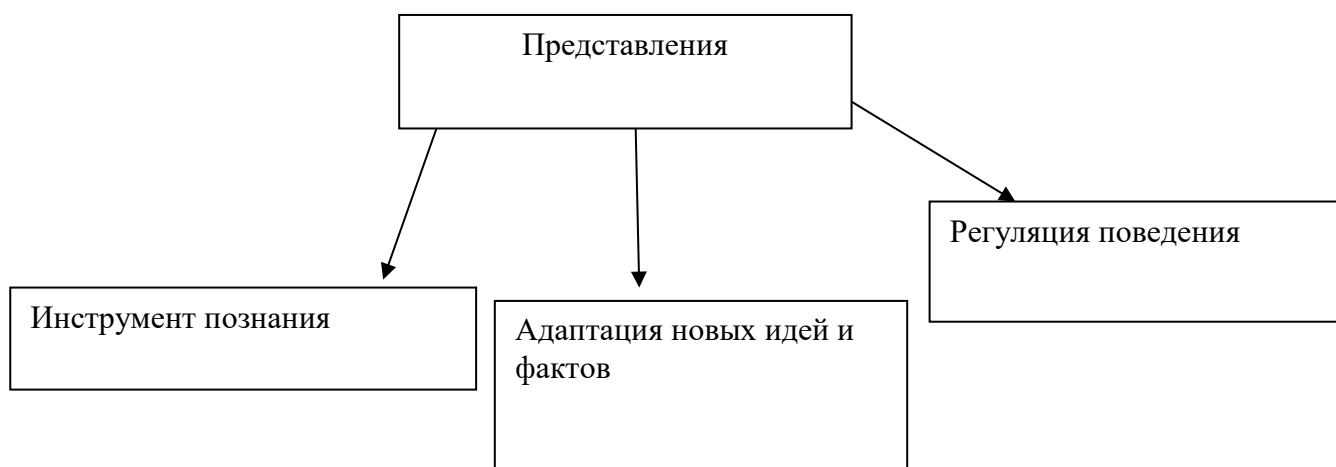 Представления
Регуляция поведения
Инструмент познания
Адаптация новых идей и
фактов